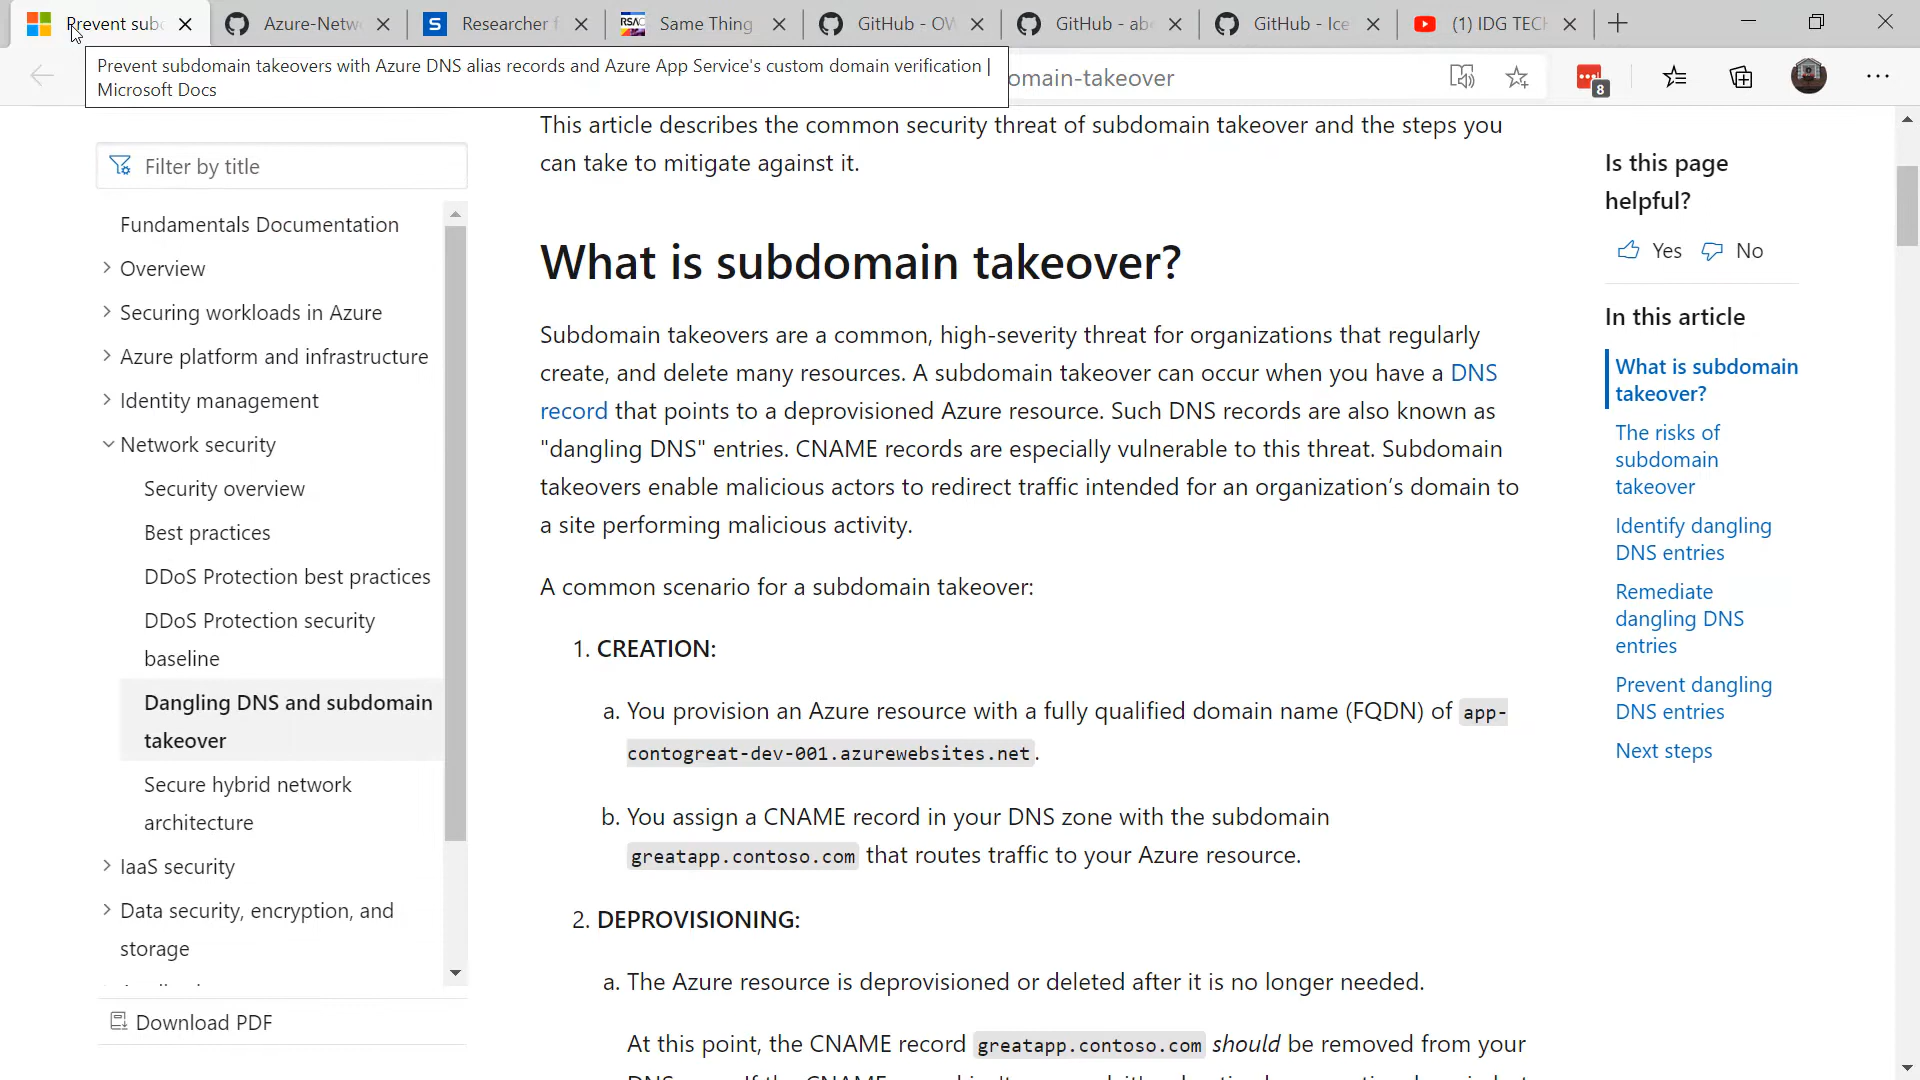 Prevent sub
Azure-Netw
Researcher f
Same Thing
GitHub - OW
GitHub - abe
GitHub - Ice
(1) IDG TECH
Prevent subdomain takeovers with Azure DNS alias records and Azure App Service's custom domain verification |
Microsoft Docs
omain-takeover
8
Filter by title
Fundamentals Documentation
Overview
Securing workloads in Azure
Azure platform and infrastructure
Identity management
Network security
Security overview
Best practices
DDoS Protection best practices
DDoS Protection security
baseline
Dangling DNS and subdomain
takeover
Secure hybrid network
architecture
IaaS security
Data security, encryption, and
storage
Download PDF
This article describes the common security threat of subdomain takeover and the steps you
can take to mitigate against it.
What is subdomain takeover?
Subdomain takeovers are a common, high-severity threat for organizations that regularly
create, and delete many resources. A subdomain takeover can occur when you have a DNS
record that points to a deprovisioned Azure resource. Such DNS records are also known as
"dangling DNS" entries. CNAME records are especially vulnerable to this threat. Subdomain
takeovers enable malicious actors to redirect traffic intended for an organization’s domain to
a site performing malicious activity.
A common scenario for a subdomain takeover:
1. CREATION:
a. You provision an Azure resource with a fully qualified domain name (FQDN) of app-
contogreat-dev-001.azurewebsites.net.
b. You assign a CNAME record in your DNS zone with the subdomain
greatapp.contoso.com that routes traffic to your Azure resource.
2. DEPROVISIONING:
a. The Azure resource is deprovisioned or deleted after it is no longer needed.
At this point, the CNAME record greatapp.contoso.com should be removed from your
Is this page
helpful?
Yes No
In this article
What is subdomain
takeover?
The risks of
subdomain
takeover
Identify dangling
DNS entries
Remediate
dangling DNS
entries
Prevent dangling
DNS entries
Next steps